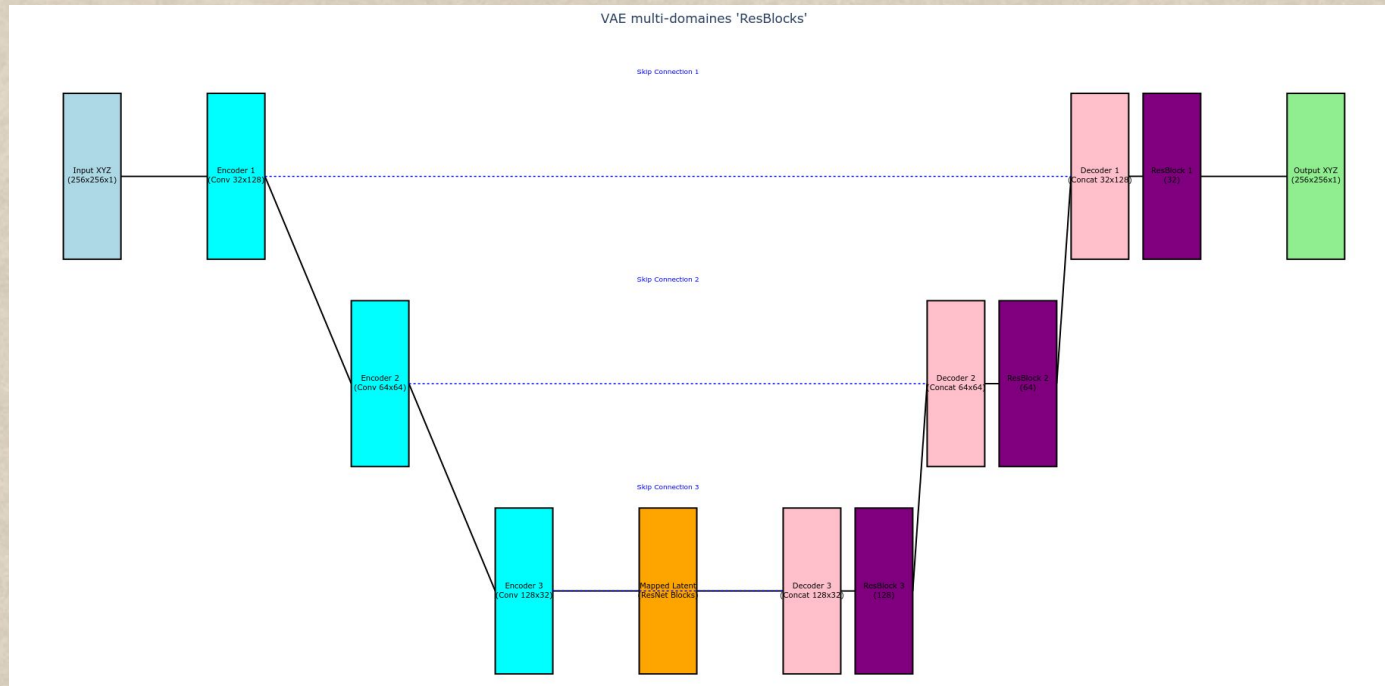 VAE multi-domaines 'ResBlocks'
Skip Connection 1
Input XYZ
(256x256x1)
Encoder 1
(Conv 32x128)
Decoder 1
(Concat 32x128)
ResBlock 1
(32)
Output XYZ
(256x256x1)
Skip Connection 2
Encoder 2
(Conv 64x64)
Decoder 2
(Concat 64x64)
ResBlock 2
(64)
Skip Connection 3
Encoder 3
(Conv 128x32)
Mapped Latent
(ResNet Blocks)
Decoder 3
(Concat 128x32)
ResBlock 3
(128)